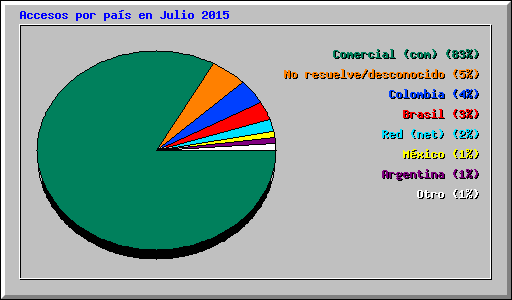 Accesos por país en Julio 2015
Comercial (com) (83%)
No resuelve/desconocido (5%)
Colombia (4%)
Brasil (3%)
Red (net) (2%)
México (1%)
Argentina (1%)
Otro (1%)